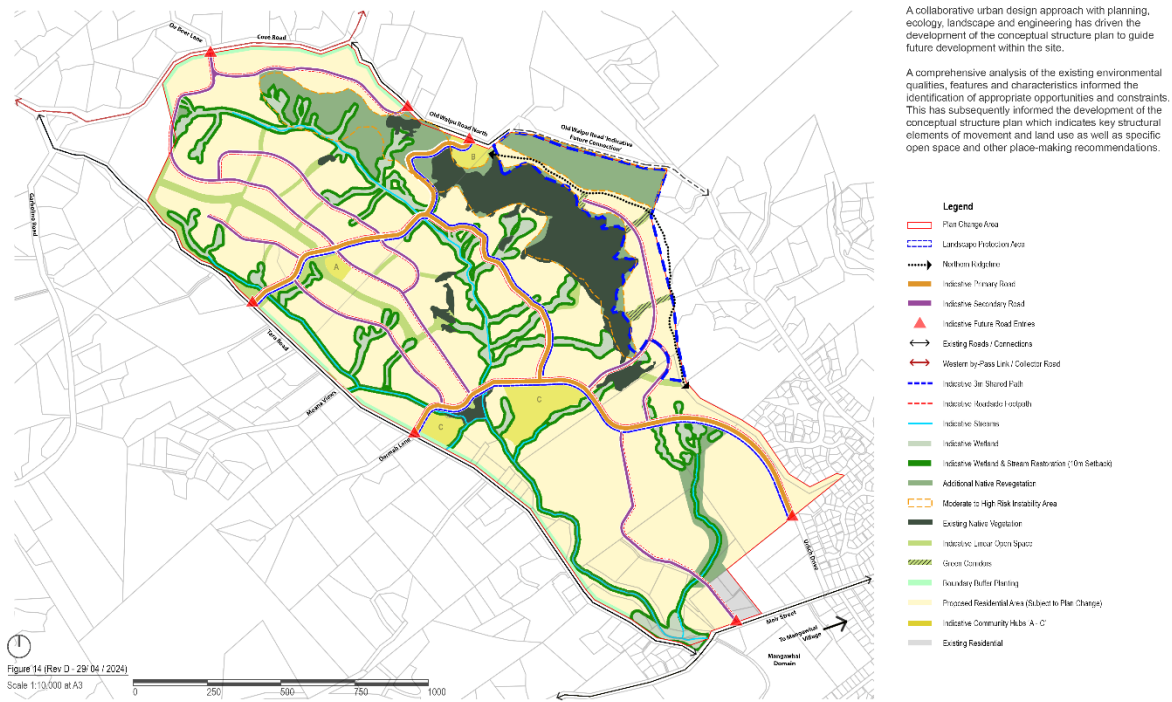 A collaborative urban design approach with planning,
ecology, landscape and engineering has driven the
development of the conceptual structure plan to guide
future development within the site.
A comprehensive analysis of the existing environmental
qualities, features and characteristics informed the
identification of appropriate opportunities and constraints.
This has subsequently informed the development of the
conceptual structure plan which indicates key structural
elements of movement and land use as well as specific
open space and other place-making recommendations.
Legend
Plan Change Area
Landscape Protection Area
Northern Ridgeline
Indicative Primary Road
Indicative Secondary Road
Indicative Future Road Entries
Existing Roads / Connections
Western by-Pass Link / Collector Road
Indicative 3m Shared Path
Indicative Roadside Footpath
Indicative Streams
Indicative Wetland
Indicative Wetland & Stream Restoration (10m Setback)
Additional Native Revegetation
Moderate to High Risk Instability Area
Existing Native Vegetation
Indicative Linear Open Space
Green Corridors
Boundary Buffer Planting
Proposed Residential Area (Subject to Plan Change)
Indicative Community Hubs 'A - C'
Existing Residential
Cove Road
Old Waipu Road North
Old Waipu Road 'Indicative
Future Connection'
Garbolino Road
Tara Road
Moana Views
Darmah Lane
Urlich Drive
Moir Street
To Mangawhai
Village
Mangawhai
Domain
A
B
C
C
Figure 14 (Rev D - 29/ 04 / 2024)
Scale 1:10,000 at A3
0 250 500 750 1000